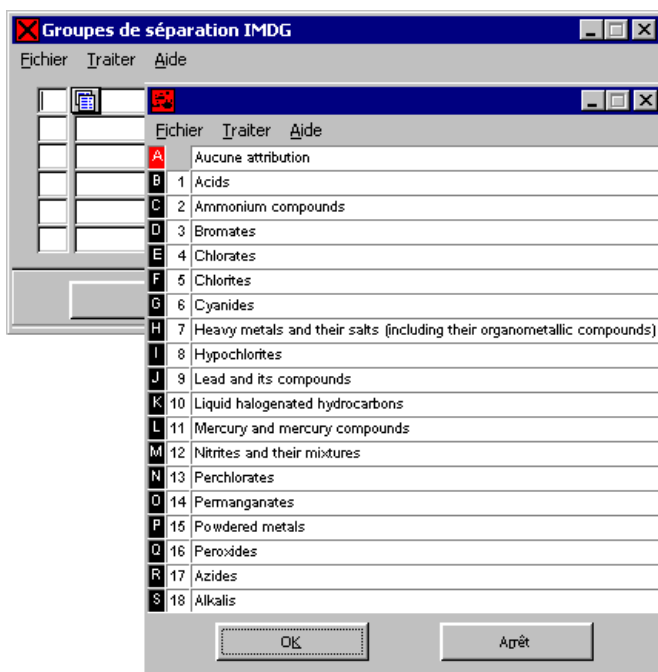 Groupes de séparation IMDG
Fichier Traiter Aide
Fichier Traiter Aide
A Aucune attribution
B 1 Acids
C 2 Ammonium compounds
D 3 Bromates
E 4 Chlorates
F 5 Chlorites
G 6 Cyanides
H 7 Heavy metals and their salts (including their organometallic compounds)
I 8 Hypochlorites
J 9 Lead and its compounds
K 10 Liquid halogenated hydrocarbons
L 11 Mercury and mercury compounds
M 12 Nitrites and their mixtures
N 13 Perchlorates
O 14 Permanganates
P 15 Powdered metals
Q 16 Peroxides
R 17 Azides
S 18 Alkalis
OK Arrêt